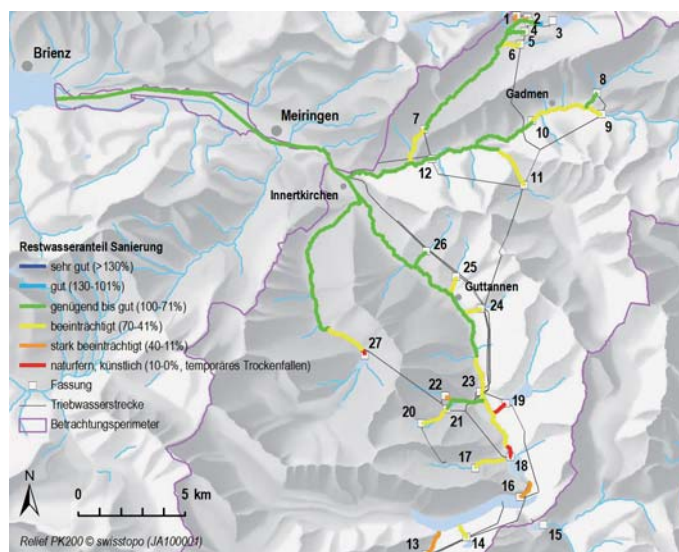 1
2
3
4
5
6
Brienz
Gadmen
8
7
9
Meiringen
10
12
11
Innertkirchen
Restwasseranteil Sanierung
sehr gut (>130%)
gut (130-101%)
genügend bis gut (100-71%)
beeinträchtigt (70-41%)
stark beeinträchtigt (40-11%)
naturfern, künstlich (10-0%, temporäres Trockenfallen)
Fassung
Triebwasserstrecke
Betrachtungsperimeter
26
25
Guttannen
24
27
23
22
19
20
21
18
17
16
N
0 5 km
15
13
14
Relief PK200 © swisstopo (JA100001)